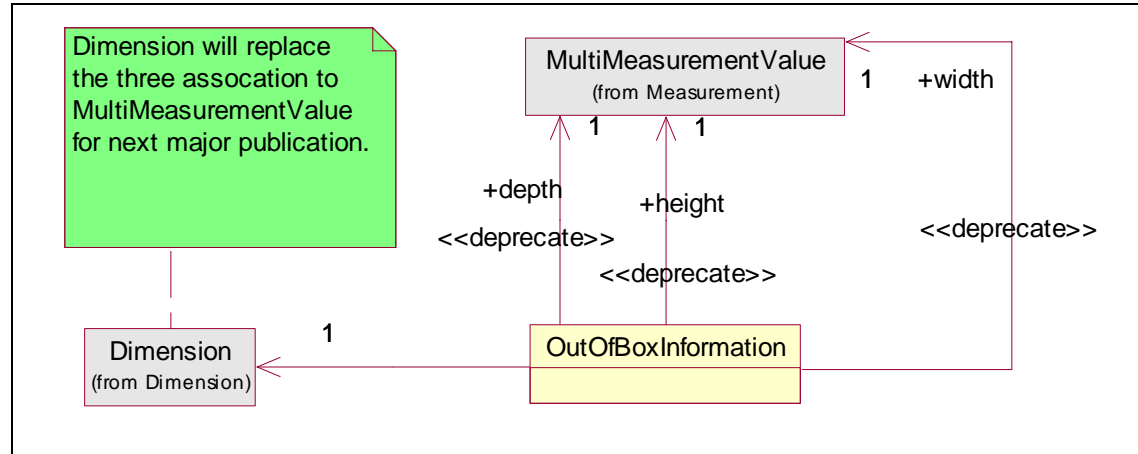 Dimension will replace
the three assocation to
MultiMeasurementValue
for next major publication.
MultiMeasurementValue
(from Measurement)
1
+width
1
1
+depth
+height
<<deprecate>>
<<deprecate>>
<<deprecate>>
1
Dimension
(from Dimension)
OutOfBoxInformation